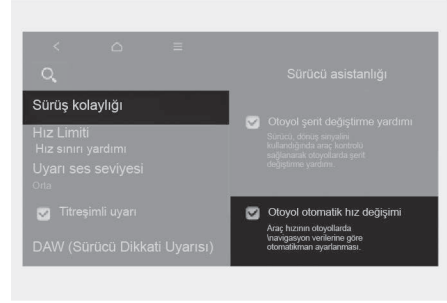 Sürücü asistanlığı
Sürüş kolaylığı
Hız Limiti
Hız sınırı yardımı
Uyarı ses seviyesi
Orta
Titreşimli uyarı
DAW (Sürücü Dikkati Uyarısı)
Otoyol şerit değiştirme yardımı
Sürücü, dönüş sinyalini
kullandığında araç kontrolü
sağlanarak otoyollarda şerit
değiştirme yardımı.
Otoyol otomatik hız değişimi
Araç hızının otoyollarda
\navigasyon verilerine göre
otomatikman ayarlanması.